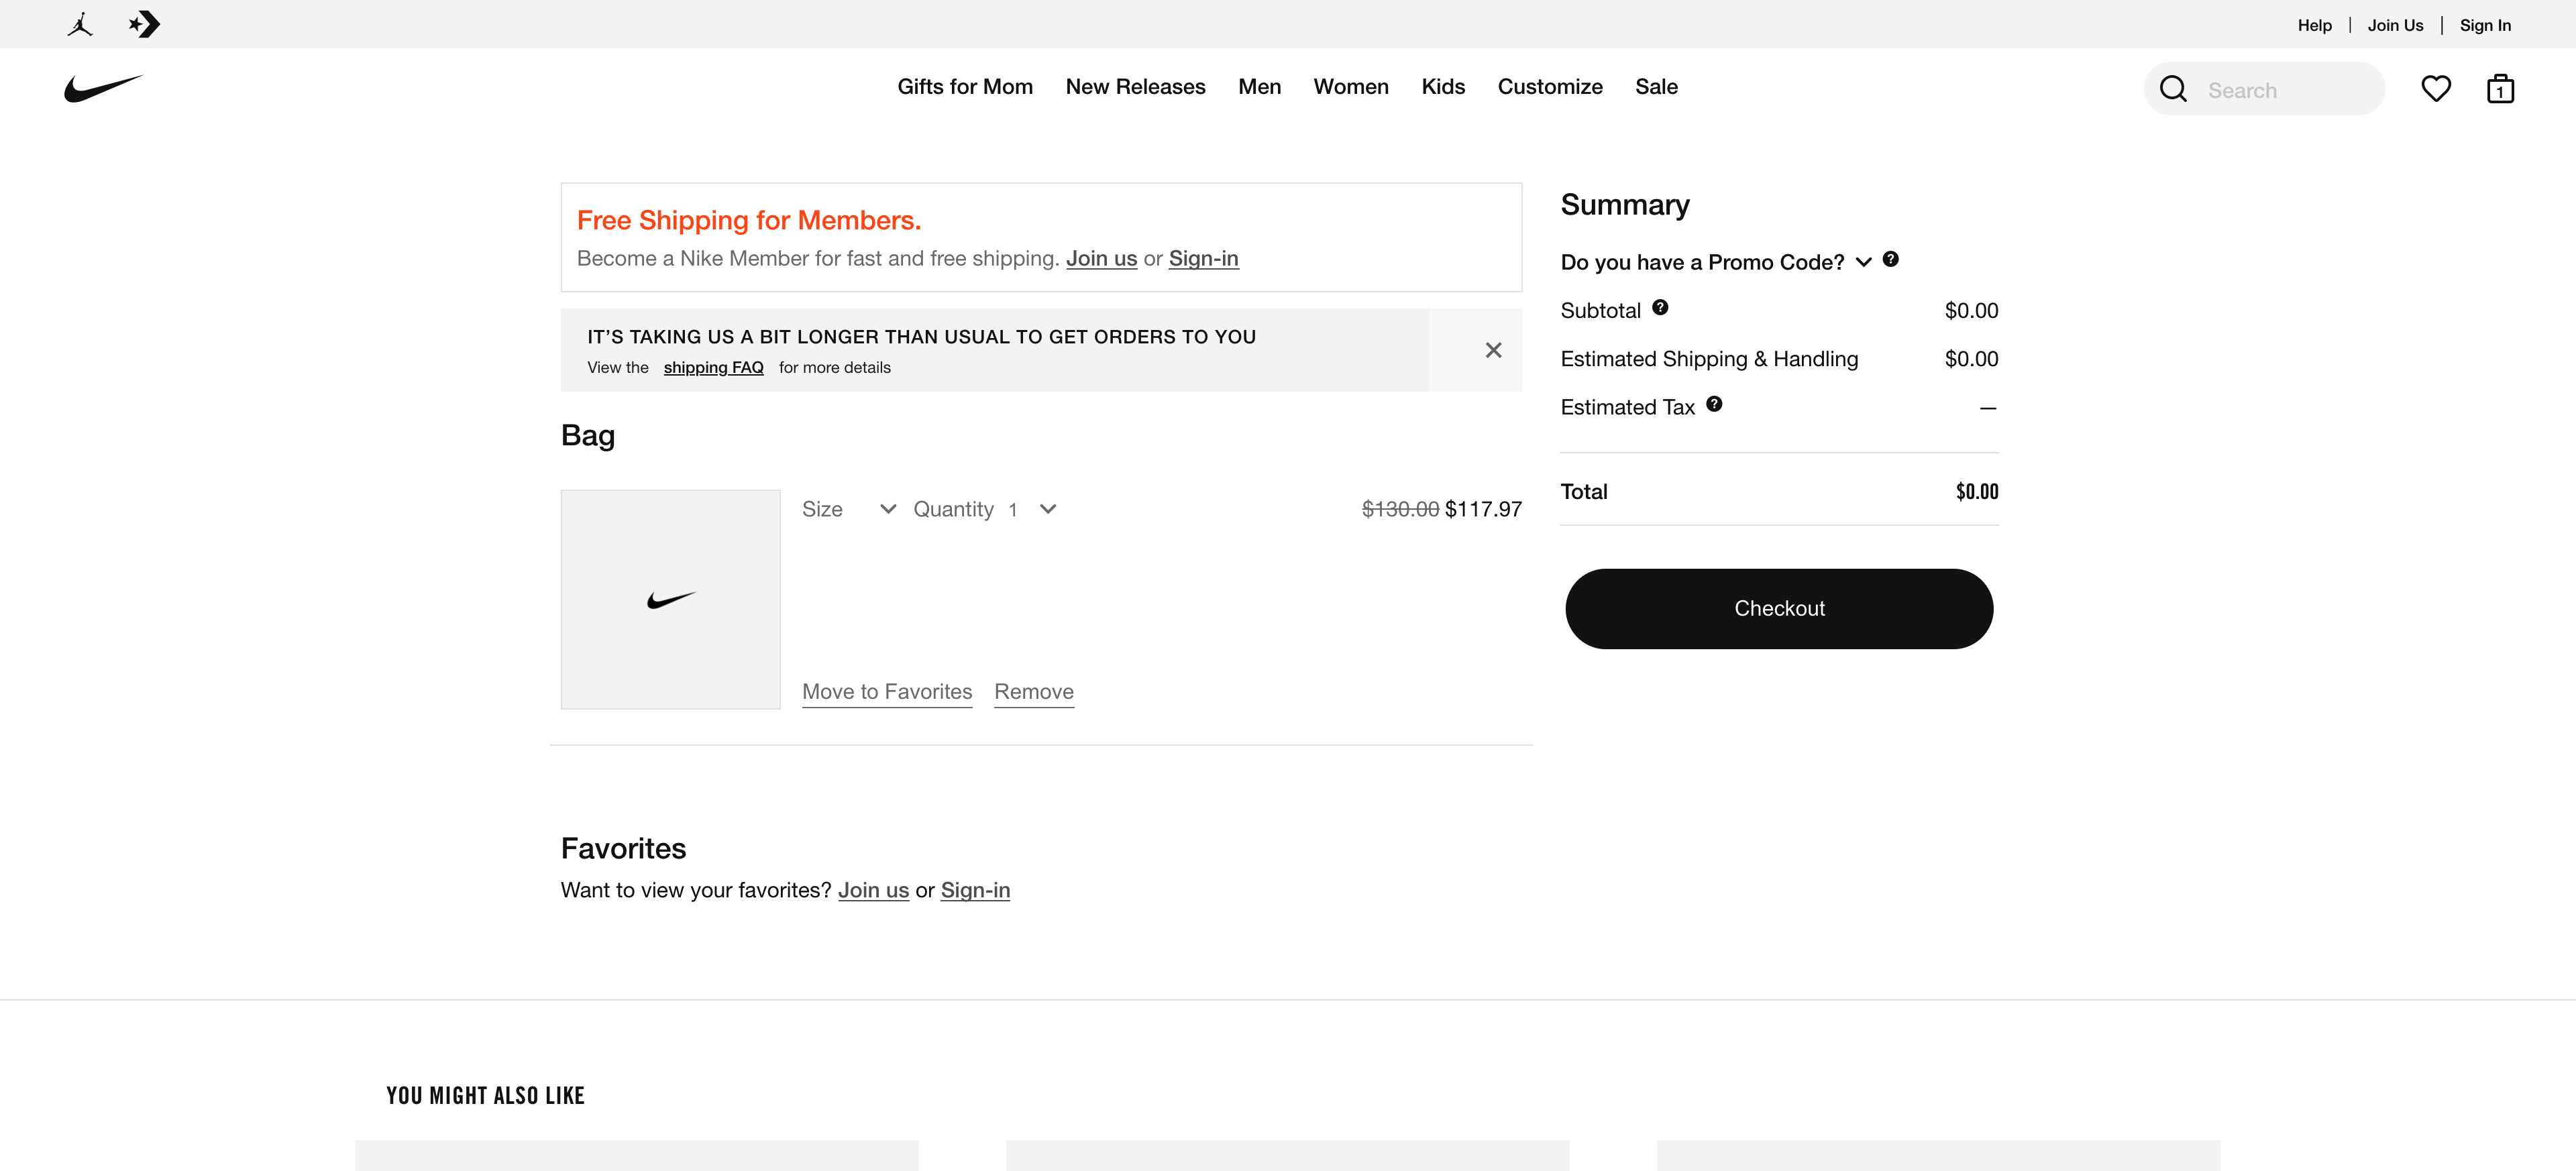 Help | Join Us | Sign In
Gifts for Mom New Releases Men Women Kids Customize Sale
Search
1
Free Shipping for Members.
Become a Nike Member for fast and free shipping. Join us or Sign-in
IT’S TAKING US A BIT LONGER THAN USUAL TO GET ORDERS TO YOU
View the shipping FAQ for more details
Bag
Size Quantity 1 $130.00 $117.97
Move to Favorites Remove
Favorites
Want to view your favorites? Join us or Sign-in
Summary
Do you have a Promo Code? ?
Subtotal ? $0.00
Estimated Shipping & Handling $0.00
Estimated Tax ? —
Total $0.00
Checkout
YOU MIGHT ALSO LIKE